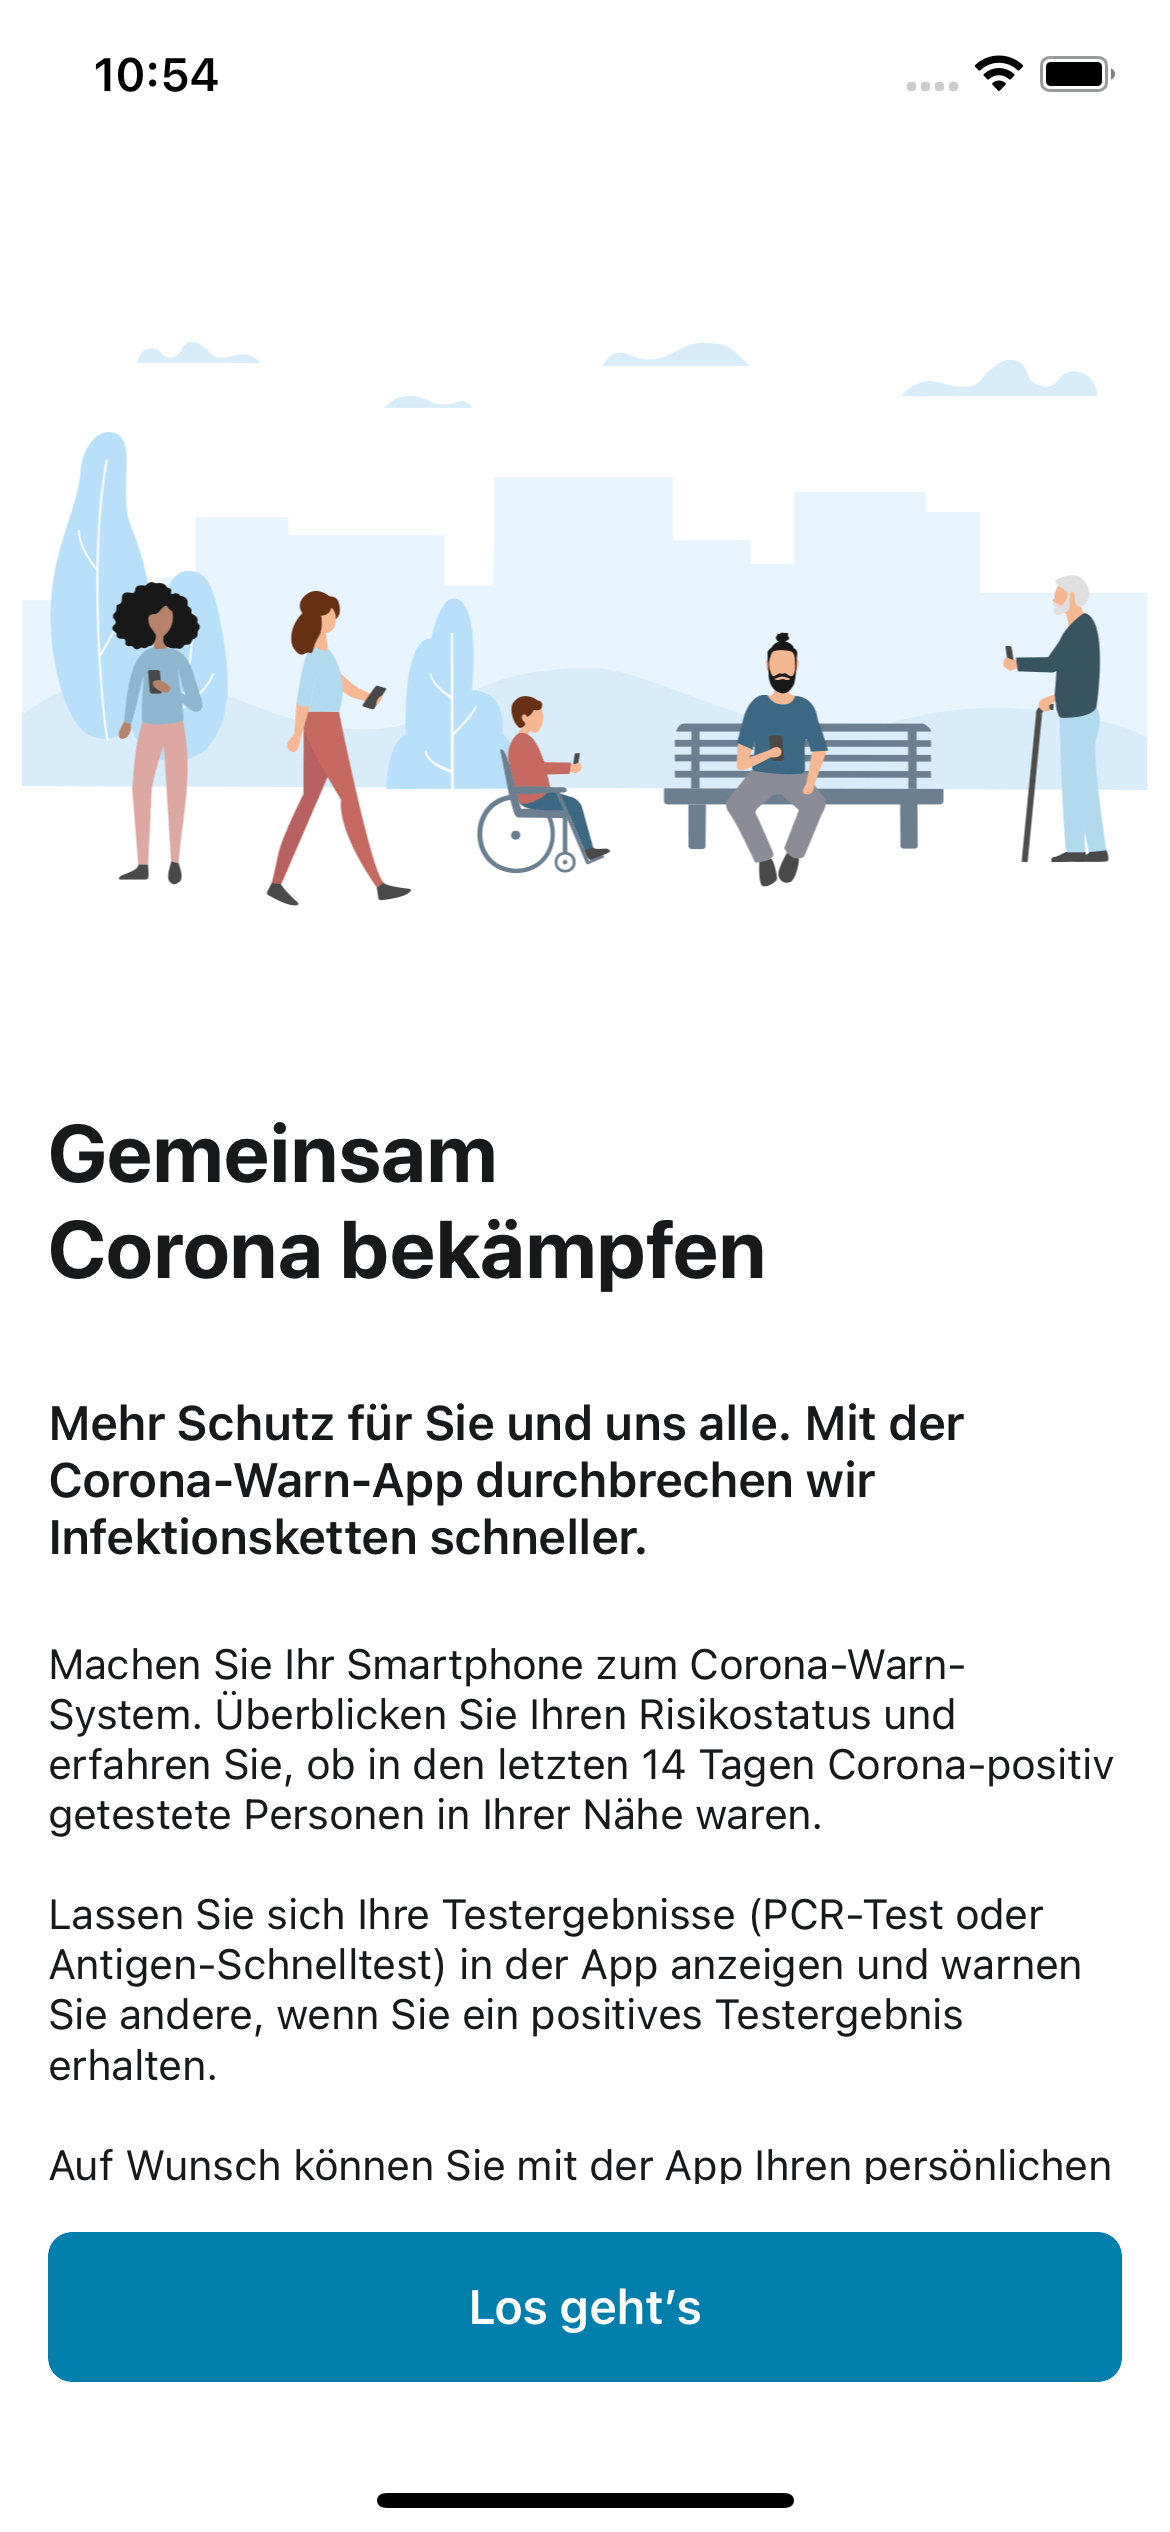 10:54
Gemeinsam
Corona bekämpfen
Mehr Schutz für Sie und uns alle. Mit der
Corona-Warn-App durchbrechen wir
Infektionsketten schneller.
Machen Sie Ihr Smartphone zum Corona-Warn-
System. Überblicken Sie Ihren Risikostatus und
erfahren Sie, ob in den letzten 14 Tagen Corona-positiv
getestete Personen in Ihrer Nähe waren.
Lassen Sie sich Ihre Testergebnisse (PCR-Test oder
Antigen-Schnelltest) in der App anzeigen und warnen
Sie andere, wenn Sie ein positives Testergebnis
erhalten.
Auf Wunsch können Sie mit der App Ihren persönlichen
Los geht’s